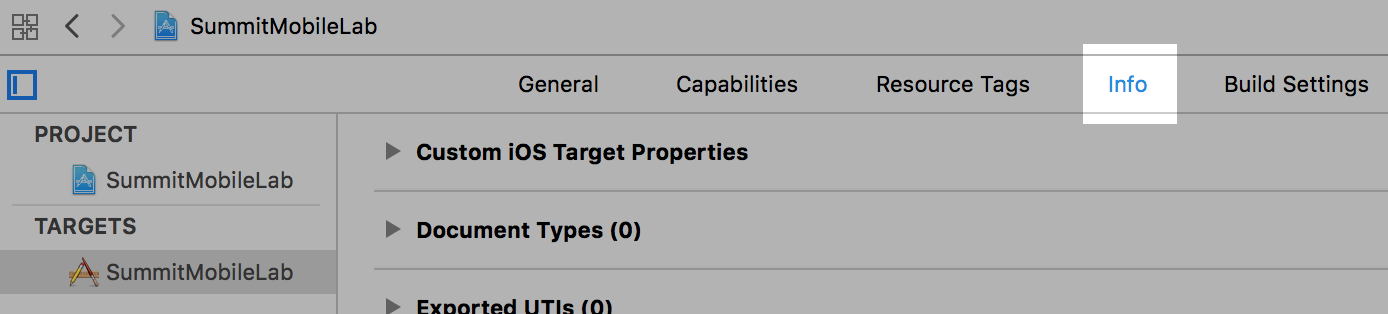 SummitMobileLab
General Capabilities Resource Tags Info Build Settings
PROJECT
SummitMobileLab
TARGETS
SummitMobileLab
Custom iOS Target Properties
Document Types (0)
Exported UTIs (0)